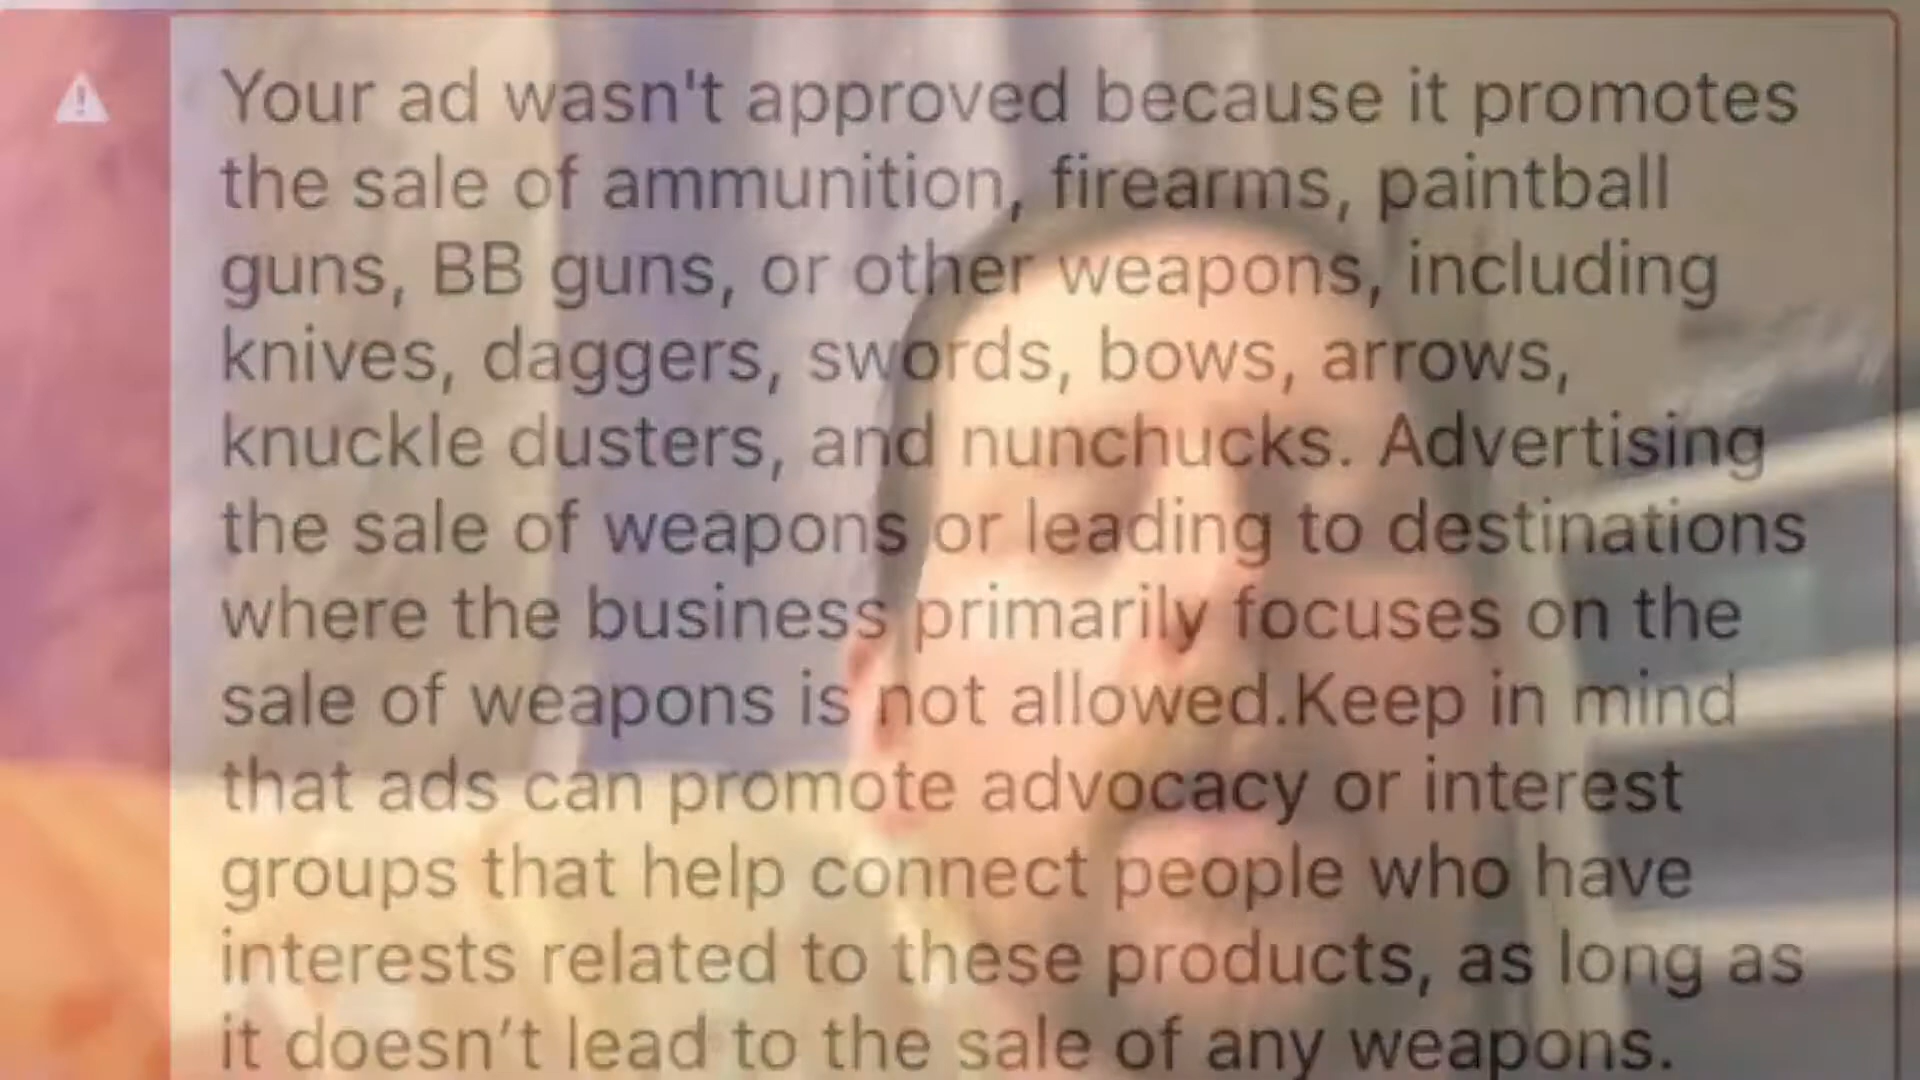 Your ad wasn't approved because it promotes
the sale of ammunition, firearms, paintball
guns, BB guns, or other weapons, including
knives, daggers, swords, bows, arrows,
knuckle dusters, and nunchucks. Advertising
the sale of weapons or leading to destinations
where the business primarily focuses on the
sale of weapons is not allowed.Keep in mind
that ads can promote advocacy or interest
groups that help connect people who have
interests related to these products, as long as
it doesn’t lead to the sale of any weapons.